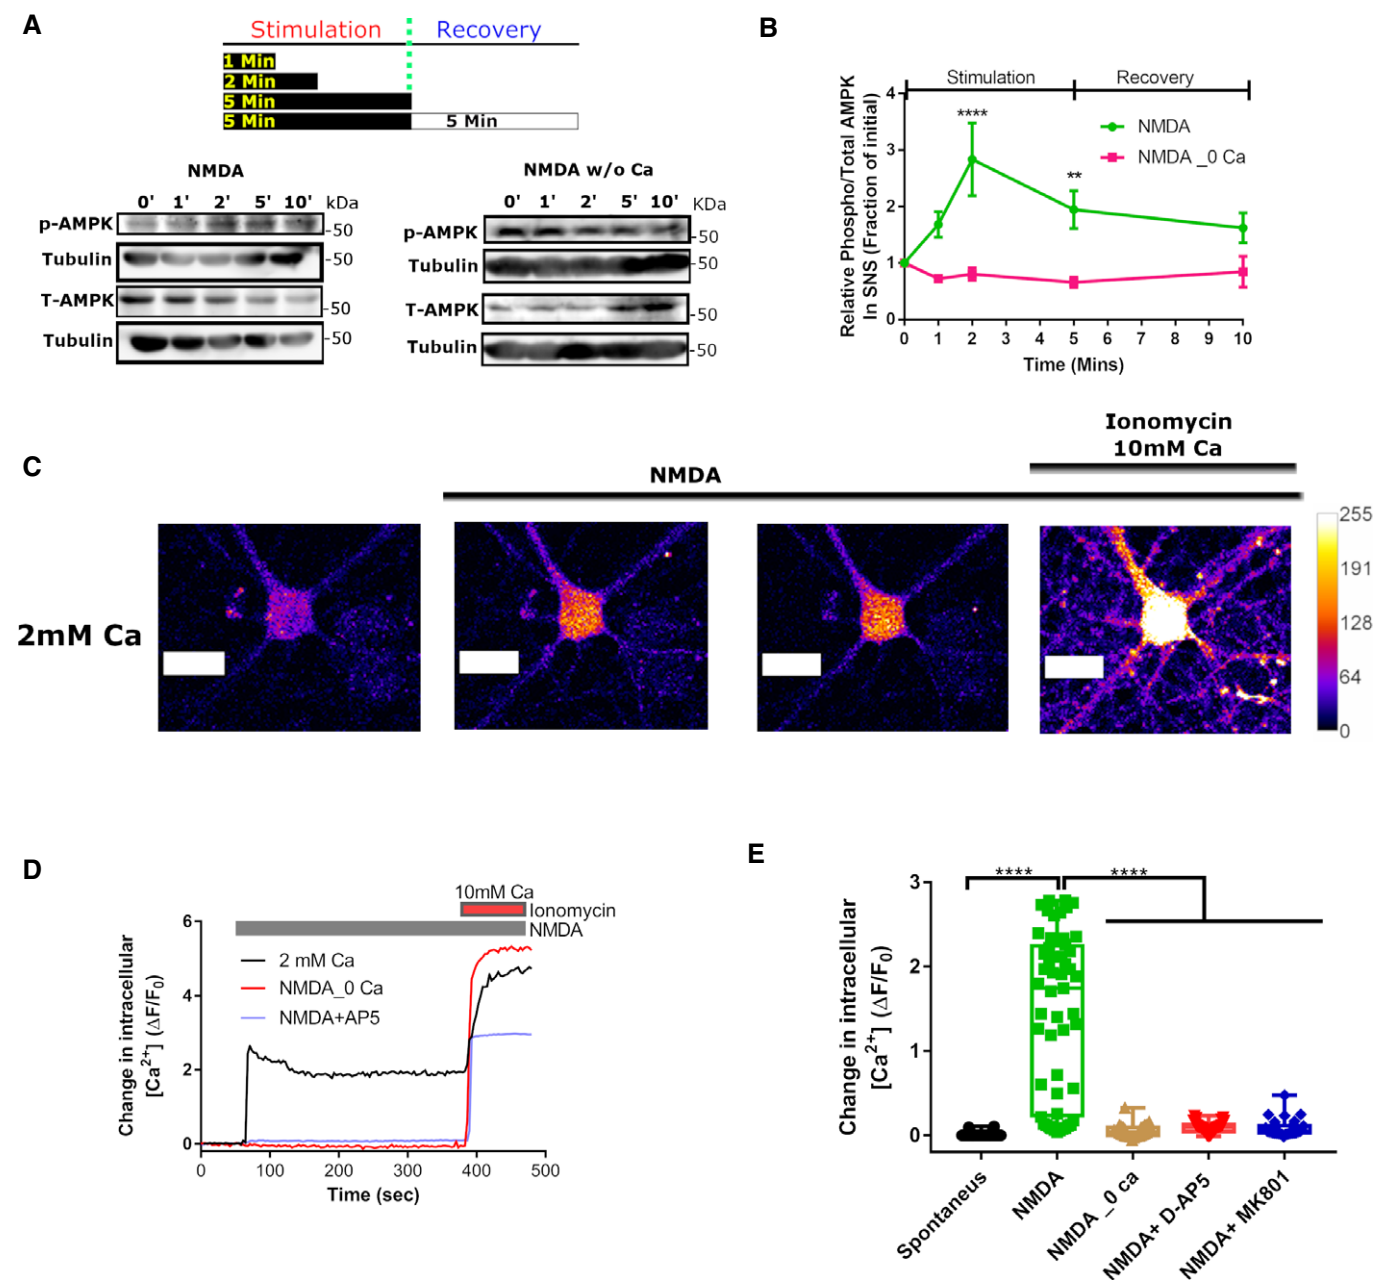 A
Stimulation Recovery
1 Min
2 Min
5 Min
5 Min 5 Min
NMDA
0' 1' 2' 5' 10' kDa
p-AMPK -50
Tubulin -50
T-AMPK -50
Tubulin -50
NMDA w/o Ca
0' 1' 2' 5' 10' KDa
p-AMPK -50
Tubulin -50
T-AMPK -50
Tubulin -50
B
Relative Phospho/Total AMPK
In SNS (Fraction of initial)
Stimulation Recovery
4
3
2
1
0
****
**
NMDA
NMDA _0 Ca
0 1 2 3 4 5 6 7 8 9 10
Time (Mins)
C
NMDA
Ionomycin
10mM Ca
2mM Ca
255
191
128
64
0
D
Change in intracellular
[Ca2+] (ΔF/F0)
10mM Ca
Ionomycin
NMDA
6
4
2
0
2 mM Ca
NMDA_0 Ca
NMDA+AP5
0 100 200 300 400 500
Time (sec)
E
Change in intracellular
[Ca2+] (ΔF/F0)
3
2
1
0
**** ****
Spontaneus
NMDA
NMDA _0 ca
NMDA+ D-AP5
NMDA+ MK801